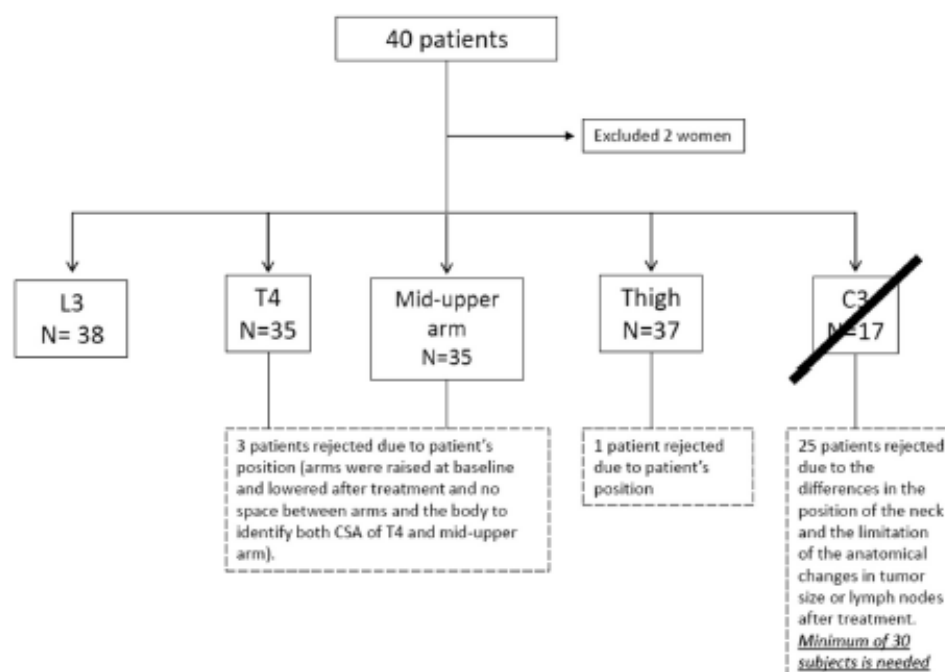 40 patients
Excluded 2 women
L3
N= 38
T4
N=35
Mid-upper
arm
N=35
Thigh
N=37
C3
N=17
3 patients rejected due to patient's
position (arms were raised at baseline
and lowered after treatment and no
space between arms and the body to
identify both CSA of T4 and mid-upper
arm).
1 patient rejected
due to patient's
position
25 patients rejected
due to the
differences in the
position of the neck
and the limitation
of the anatomical
changes in tumor
size or lymph nodes
after treatment.
Minimum of 30
subjects is needed